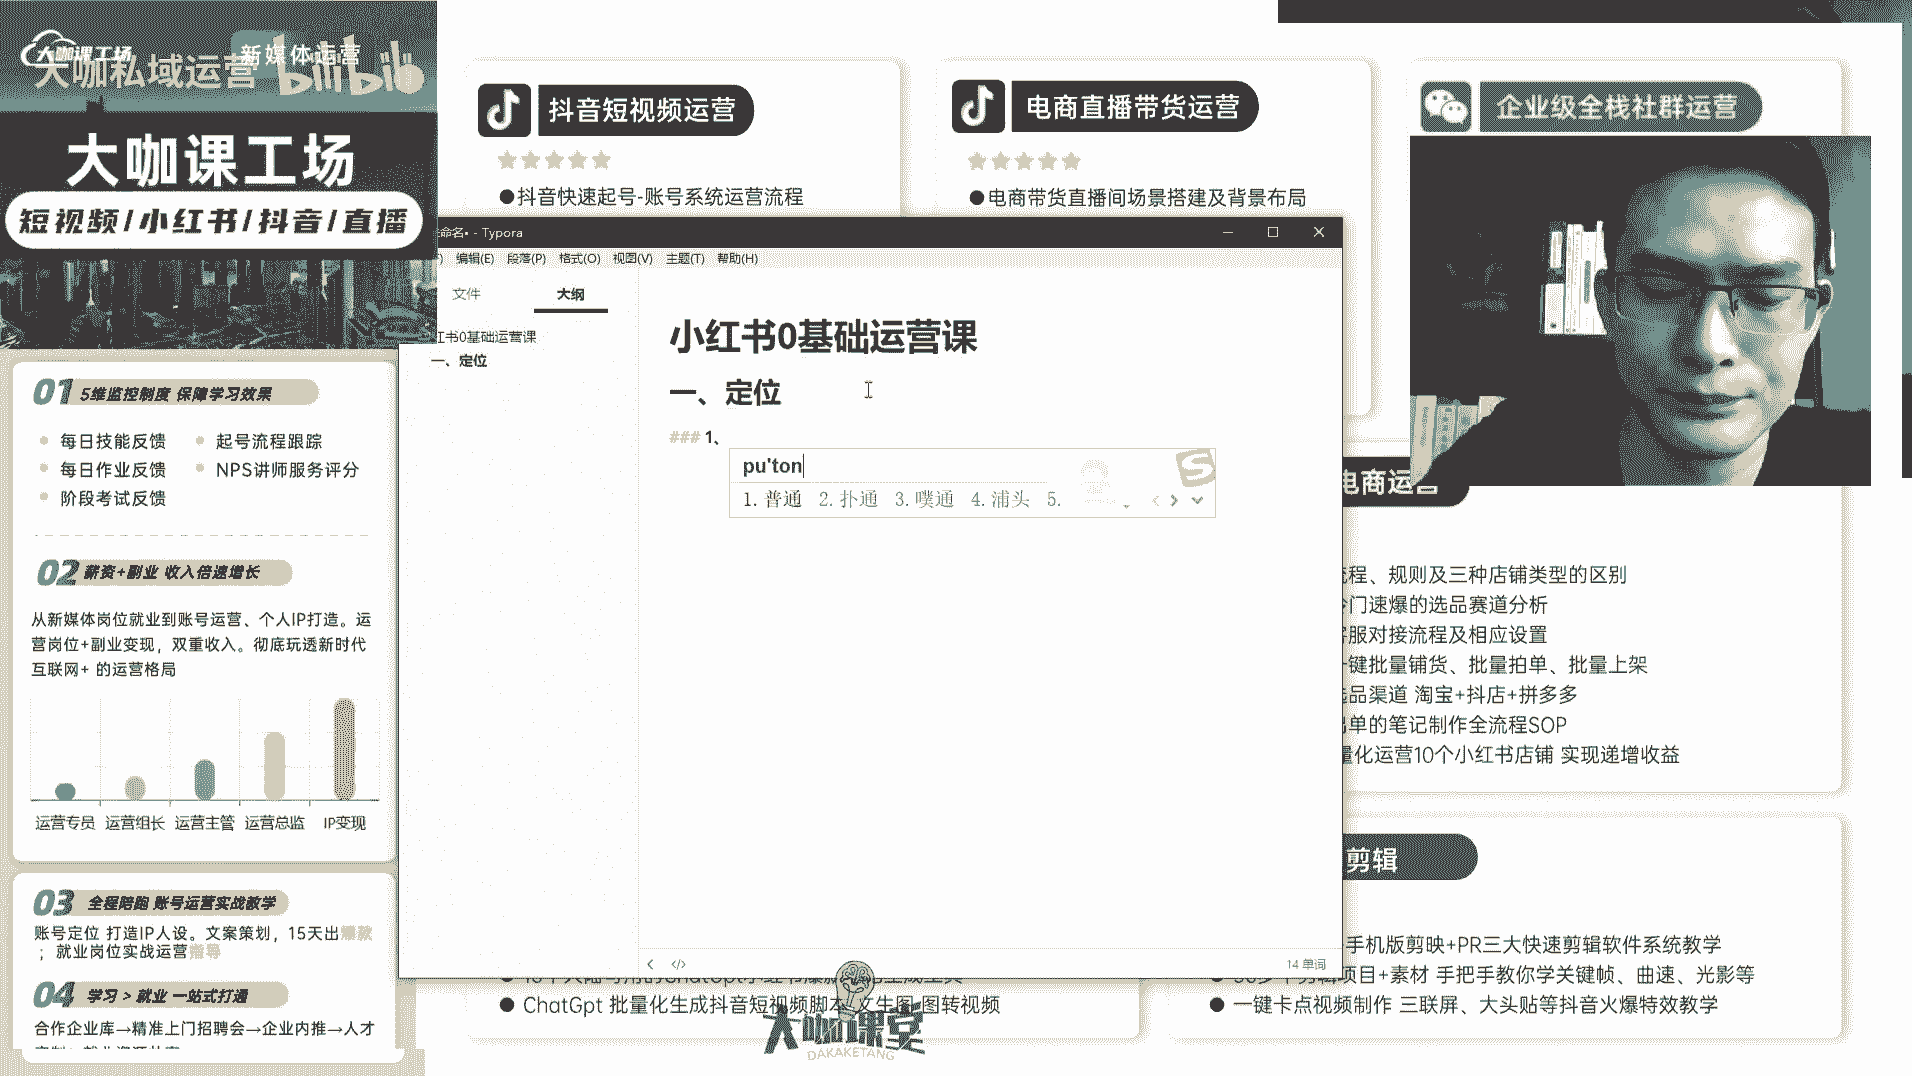 大咖课工场
新媒体运营
大咖私域运营
bilibili
大咖课工场
短视频/小红书/抖音/直播
01 5维监控制度 保障学习效果
每日技能反馈
起号流程跟踪
每日作业反馈
NPS讲师服务评分
阶段考试反馈
02 薪资+副业 收入倍速增长
从新媒体岗位就业到账号运营、个人IP打造。运
营岗位+副业变现，双重收入。彻底玩透新时代
互联网+ 的运营格局
运营专员 运营组长 运营主管 运营总监 IP变现
03 全程陪跑 账号运营实战教学
账号定位 打造IP人设。文案策划，15天出爆款
；就业岗位实战运营指导
04 学习 > 就业 一站式打通
合作企业库→精准上门招聘会→企业内推→人才
抖音短视频运营
●抖音快速起号-账号系统运营流程
电商直播带货运营
●电商带货直播间场景搭建及背景布局
企业级全栈社群运营
命名• - Typora
编辑(E) 段落(P) 格式(O) 视图(V) 主题(T) 帮助(H)
文件 大纲
红书0基础运营课
一、定位
小红书0基础运营课
一、定位
### 1、
pu'ton
1.普通 2.扑通 3.噗通 4.浦头 5.
14 单词
电商运营
流程、规则及三种店铺类型的区别
冷门速爆的选品赛道分析
客服对接流程及相应设置
一键批量铺货、批量拍单、批量上架
选品渠道 淘宝+抖店+拼多多
出单的笔记制作全流程SOP
量化运营10个小红书店铺 实现递增收益
剪辑
手机版剪映+PR三大快速剪辑软件系统教学
项目+素材 手把手教你学关键帧、曲速、光影等
● 一键卡点视频制作 三联屏、大头贴等抖音火爆特效教学
● ChatGpt 批量化生成抖音短视频脚本 文生图 图转视频
大咖课堂
DAKAKETANG